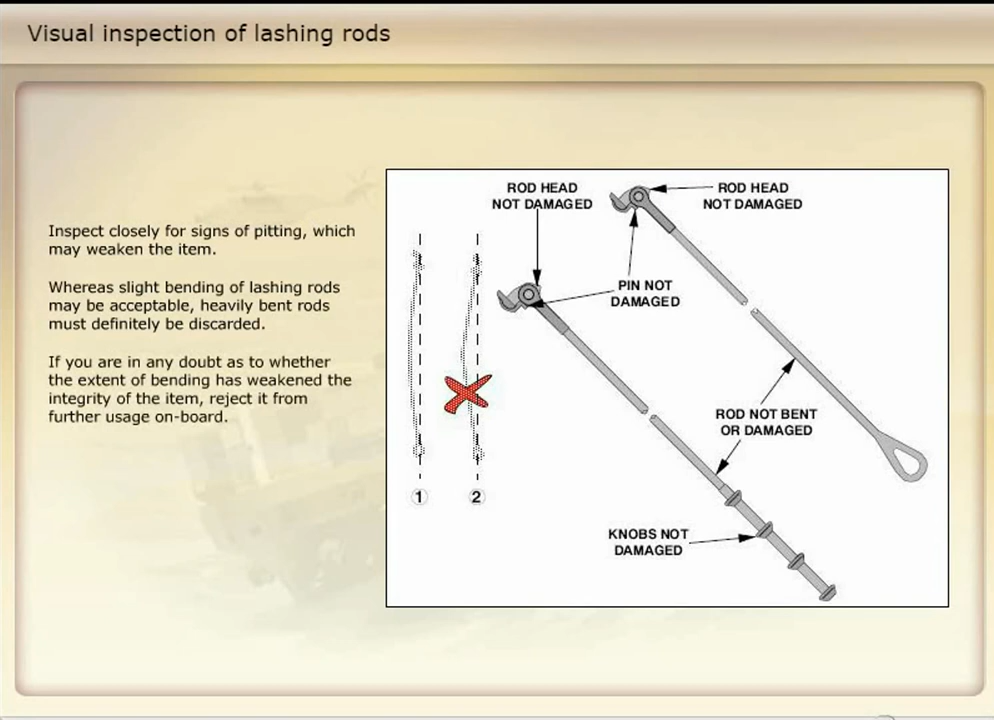 Visual inspection of lashing rods
Inspect closely for signs of pitting, which
may weaken the item.
Whereas slight bending of lashing rods
may be acceptable, heavily bent rods
must definitely be discarded.
If you are in any doubt as to whether
the extent of bending has weakened the
integrity of the item, reject it from
further usage on-board.
ROD HEAD
NOT DAMAGED
ROD HEAD
NOT DAMAGED
PIN NOT
DAMAGED
ROD NOT BENT
OR DAMAGED
KNOBS NOT
DAMAGED
1
2